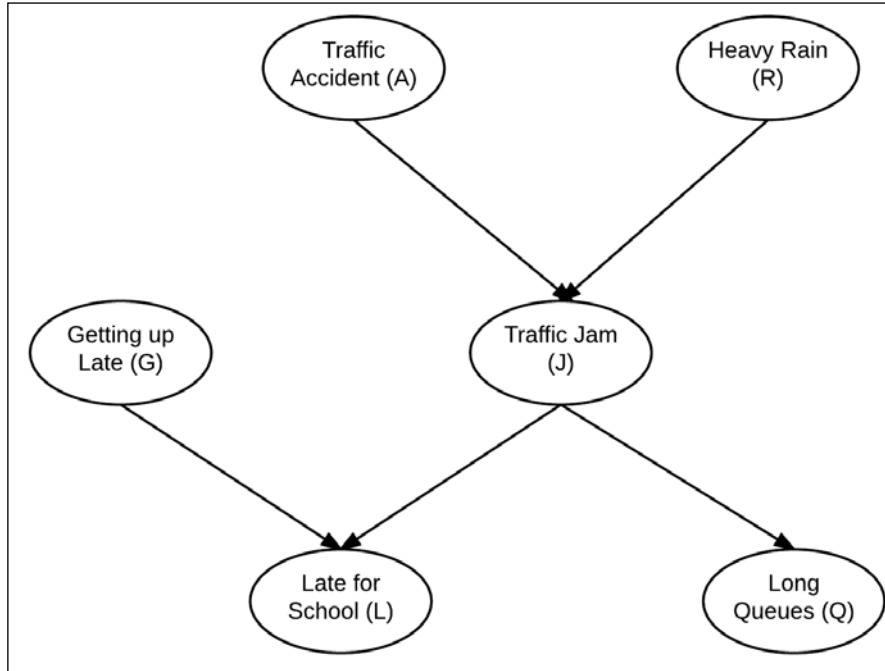 Traffic
Accident (A)
Heavy Rain
(R)
Getting up
Late (G)
Traffic Jam
(J)
Late for
School (L)
Long
Queues (Q)